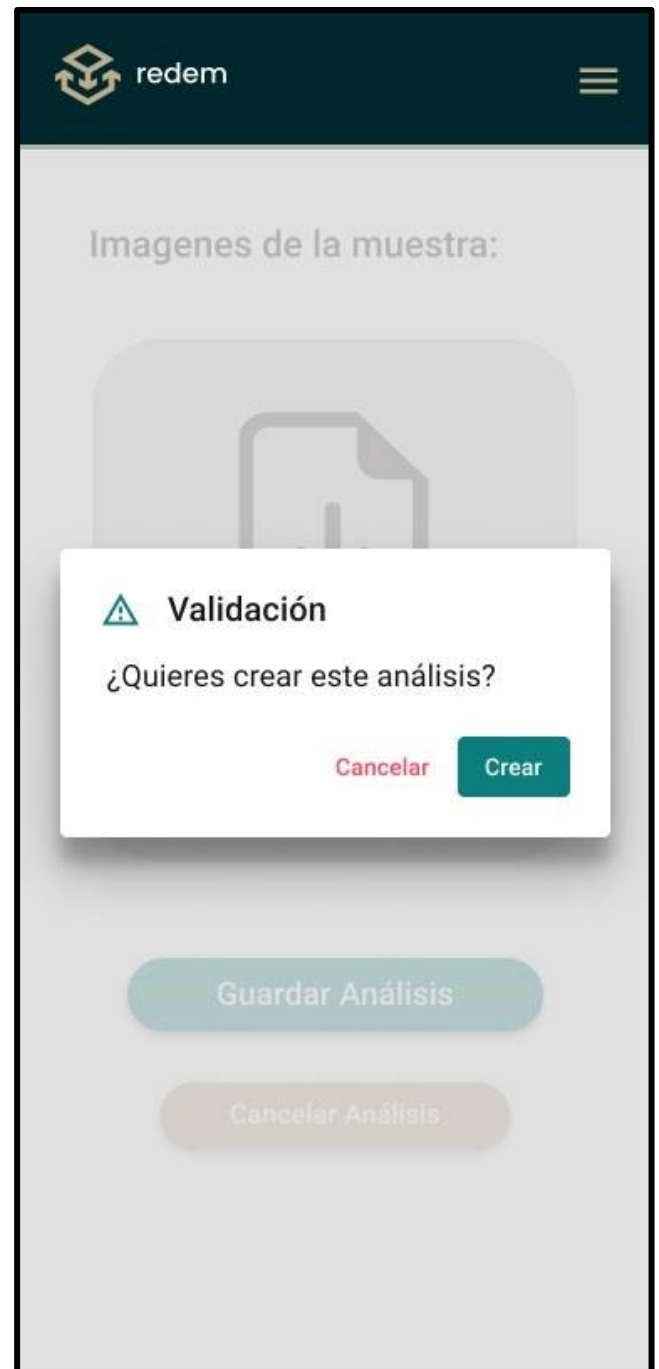 redem
Imagenes de la muestra:
Validación
¿Quieres crear este análisis?
Cancelar Crear
Guardar Análisis
Cancelar Análisis